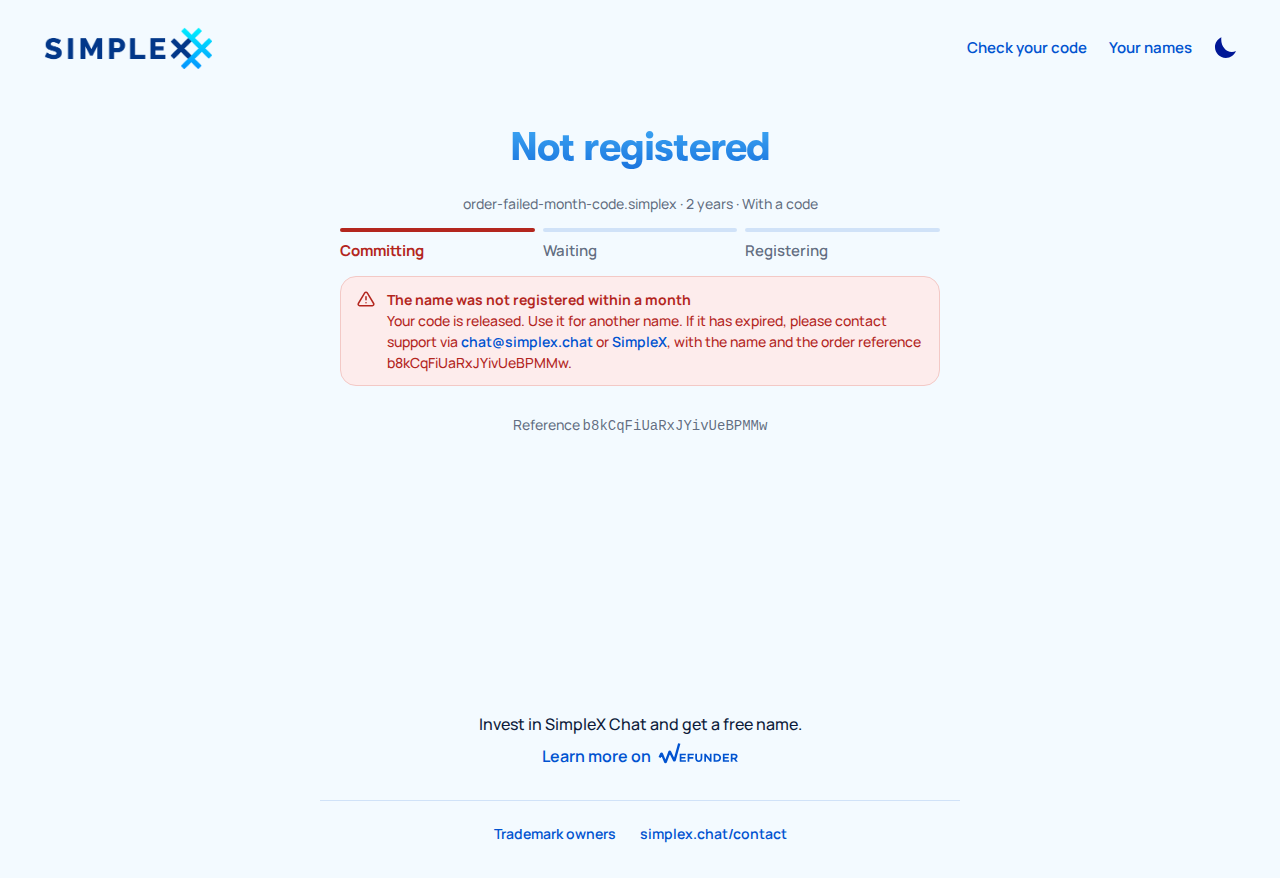 SIMPLEX
Check your code
Your names
Not registered
order-failed-month-code.simplex · 2 years · With a code
Committing
Waiting
Registering
The name was not registered within a month
Your code is released. Use it for another name. If it has expired, please contact
support via chat@simplex.chat or SimpleX, with the name and the order reference
b8kCqFiUaRxJYivUeBPMMw.
Reference b8kCqFiUaRxJYivUeBPMMw
Invest in SimpleX Chat and get a free name.
Learn more on WEFUNDER
Trademark owners
simplex.chat/contact